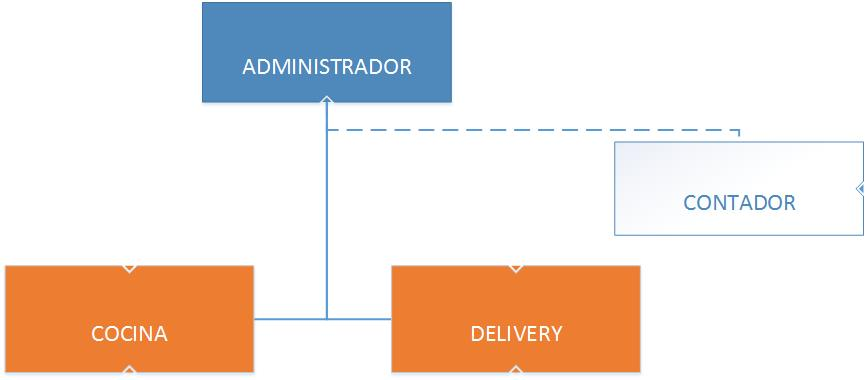 ADMINISTRADOR
CONTADOR
COCINA
DELIVERY